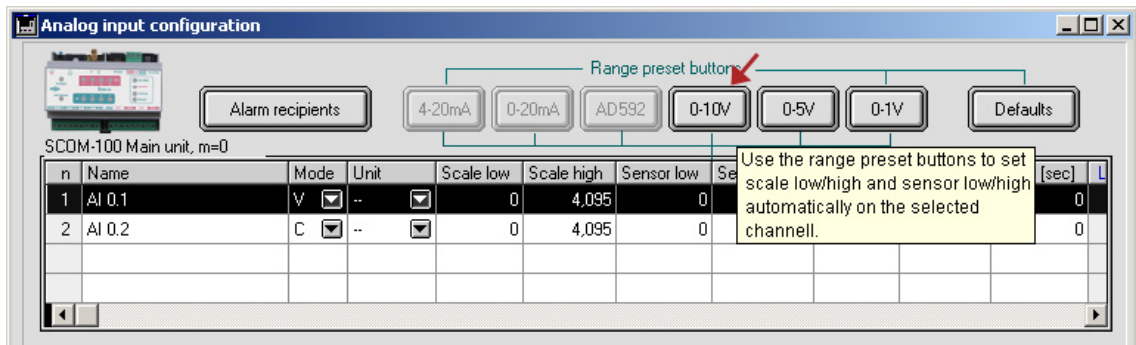 Analog input configuration
Range preset buttons
Alarm recipients 4-20mA 0-20mA AD592 0-10V 0-5V 0-1V Defaults
SCOM-100 Main unit, m=0
n Name Mode Unit Scale low Scale high Sensor low Se [sec] L
1 AI 0.1 V -- 0 4,095 0 0
2 AI 0.2 C -- 0 4,095 0 0
Use the range preset buttons to set
scale low/high and sensor low/high
automatically on the selected
channell.